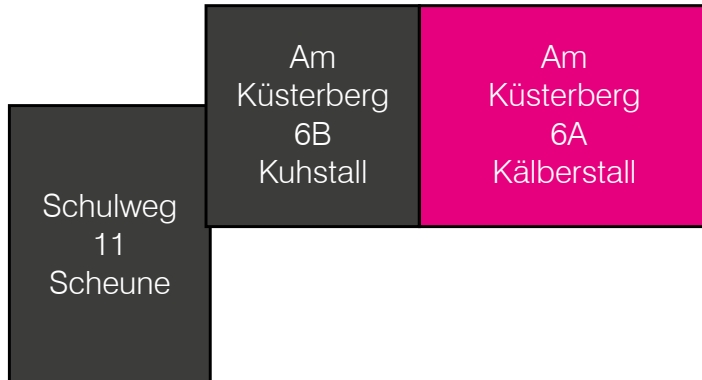 Am
Küsterberg
6B
Kuhstall
Am
Küsterberg
6A
Kälberstall
Schulweg
11
Scheune